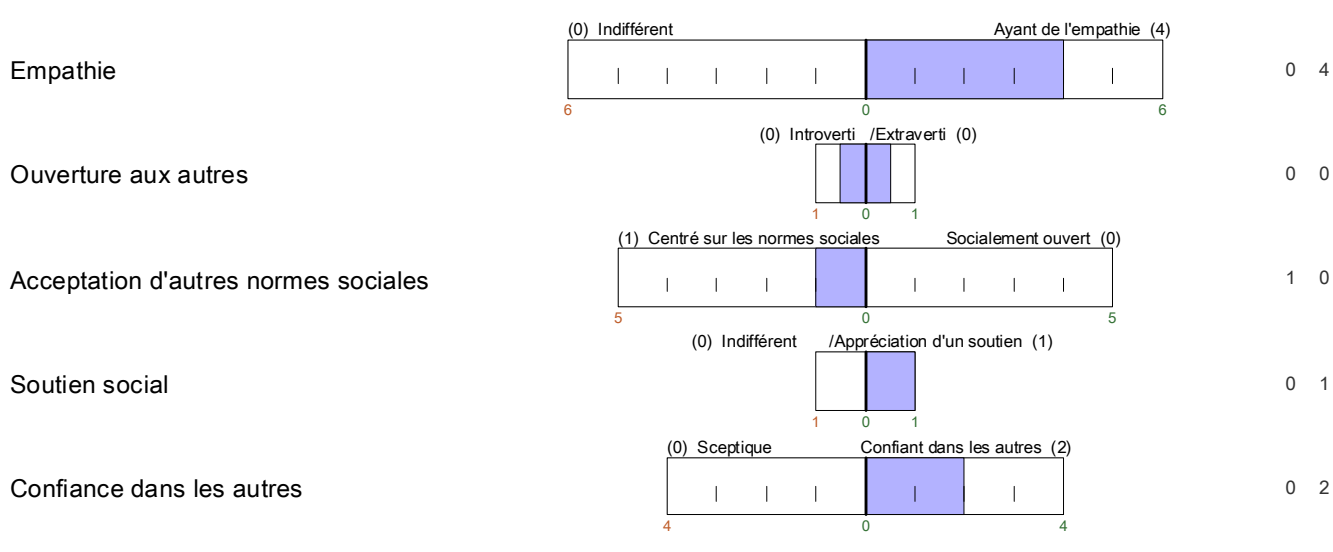 (0) Indifférent Ayant de l'empathie (4)
Empathie 0 4
6 0 6
(0) Introverti /Extraverti (0)
Ouverture aux autres 0 0
1 0 1
(1) Centré sur les normes sociales Socialement ouvert (0)
Acceptation d'autres normes sociales 1 0
5 0 5
(0) Indifférent /Appréciation d'un soutien (1)
Soutien social 0 1
1 0 1
(0) Sceptique Confiant dans les autres (2)
Confiance dans les autres 0 2
4 0 4